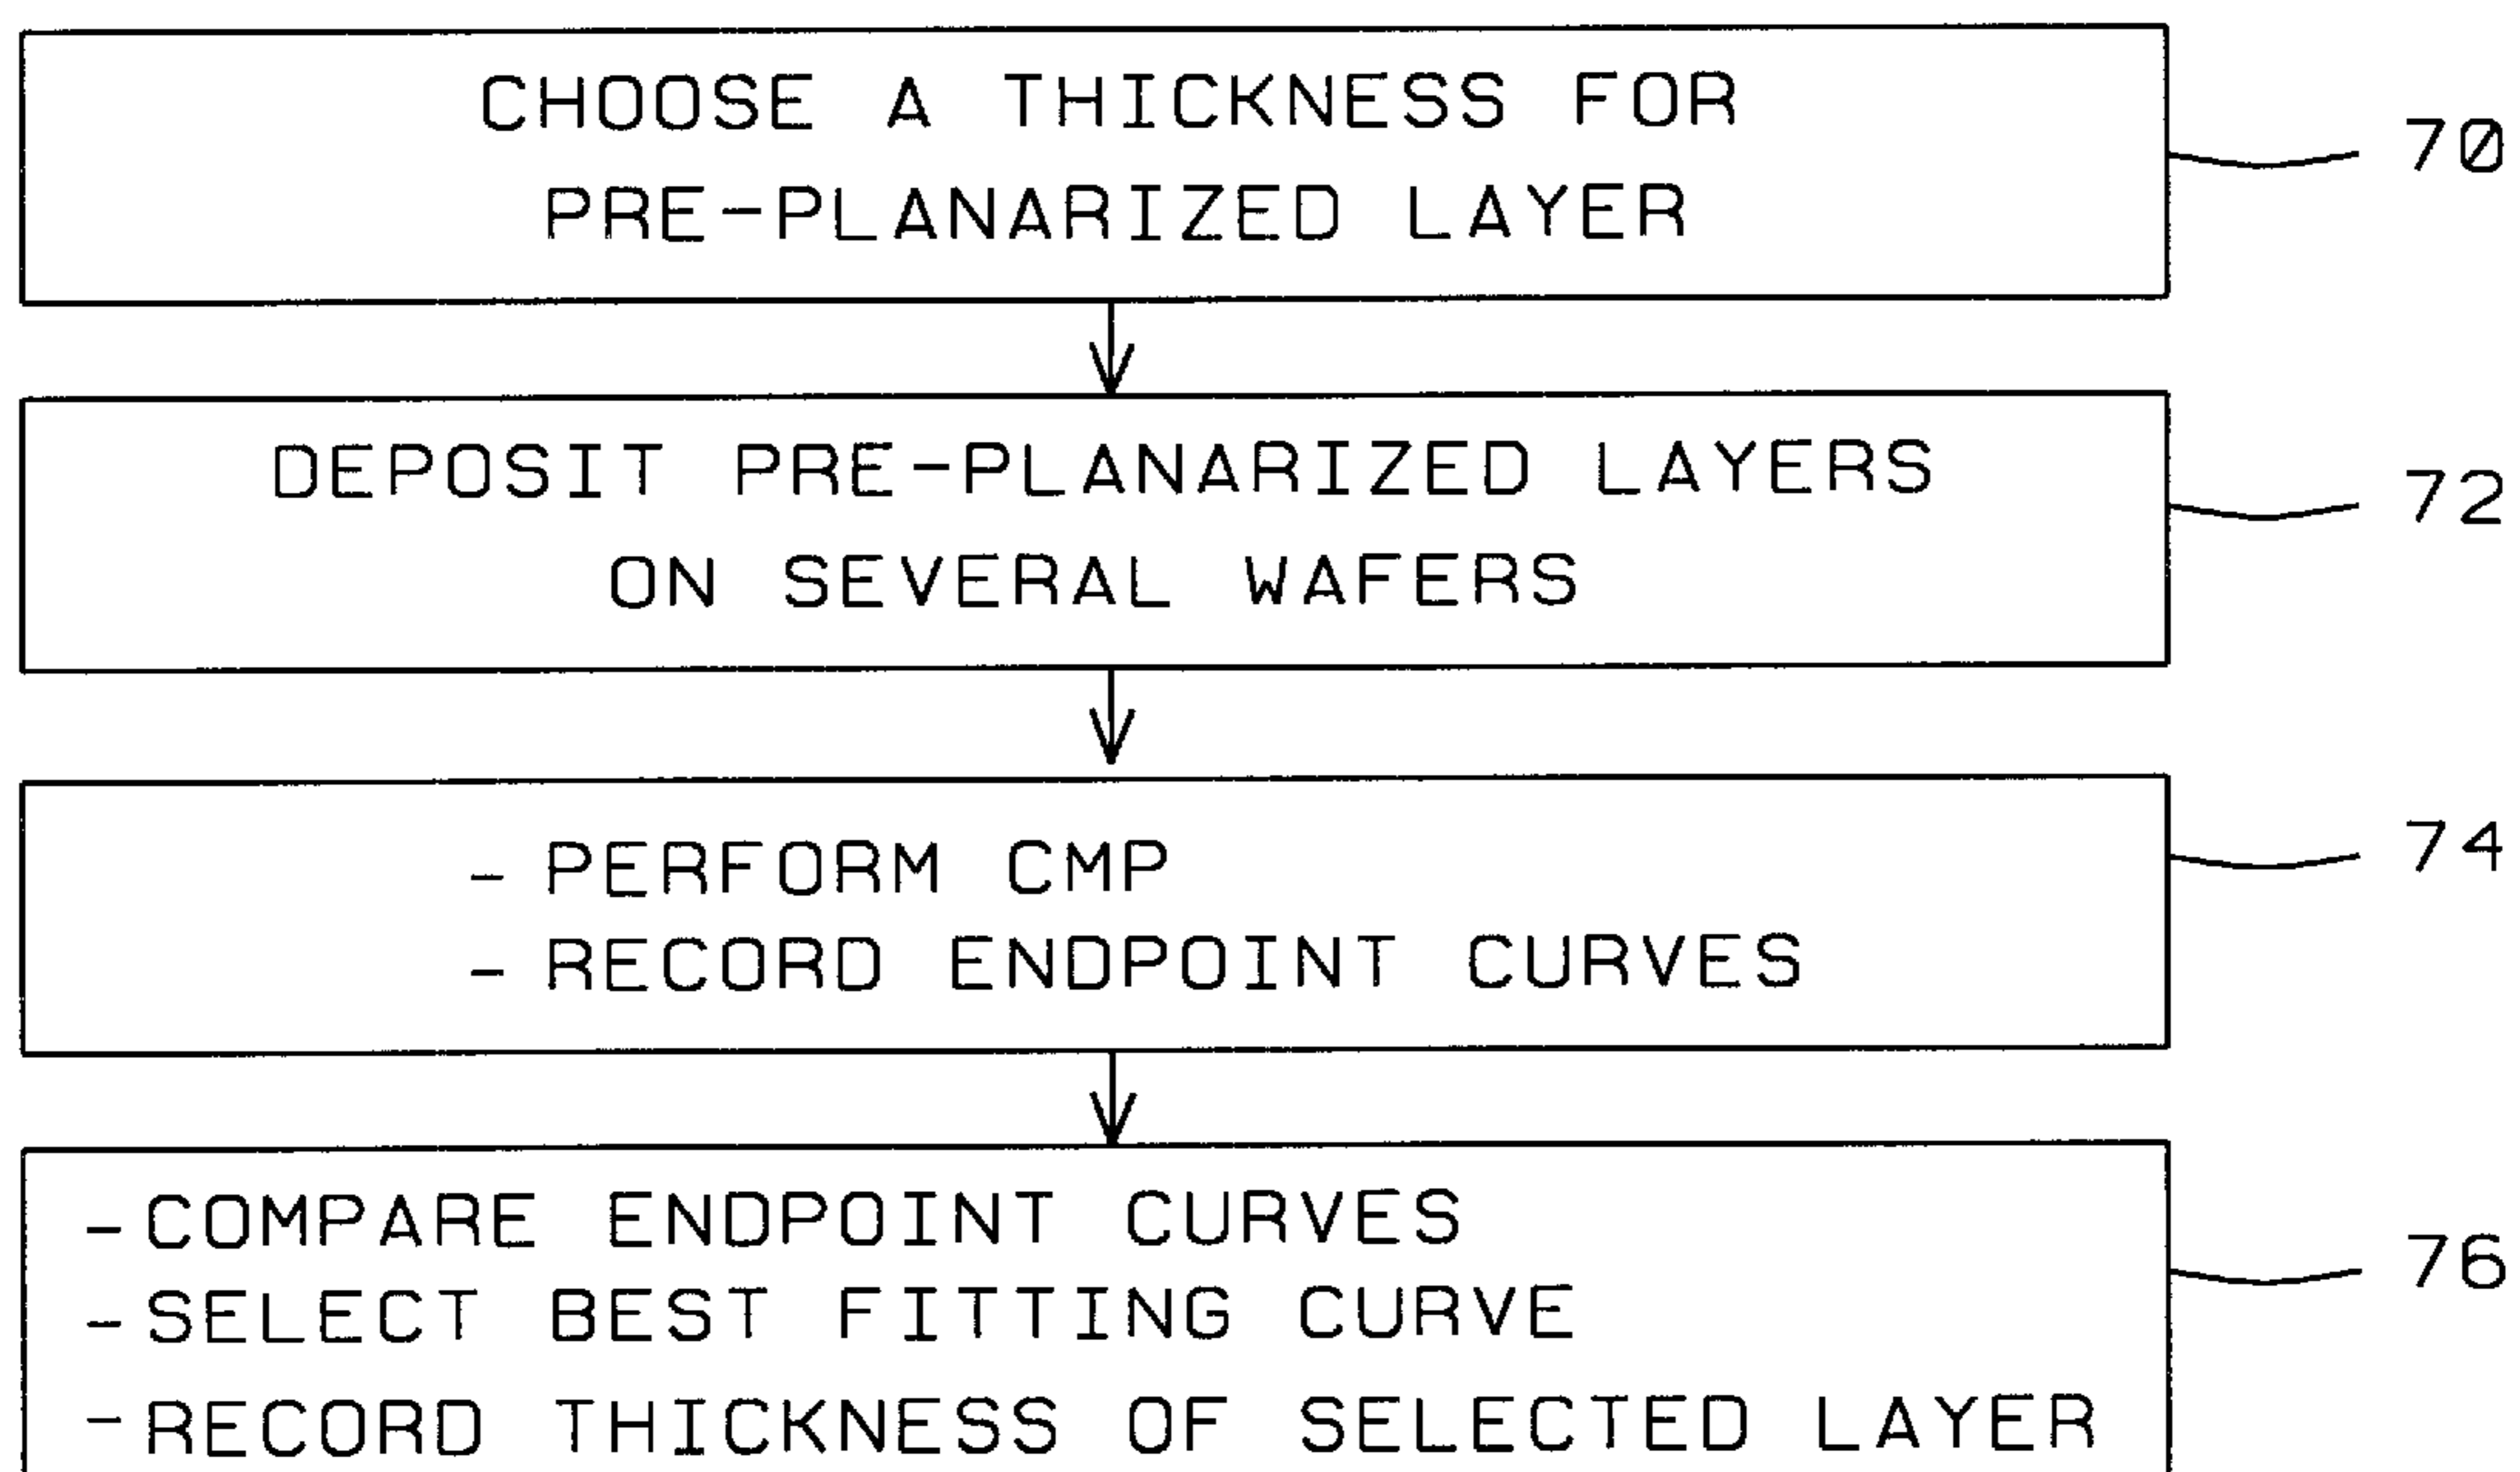 CHOOSE A THICKNESS FOR
PRE-PLANARIZED LAYER
70
DEPOSIT PRE-PLANARIZED LAYERS
ON SEVERAL WAFERS
72
- PERFORM CMP
- RECORD ENDPOINT CURVES
74
- COMPARE ENDPOINT CURVES
- SELECT BEST FITTING CURVE
- RECORD THICKNESS OF SELECTED LAYER
76